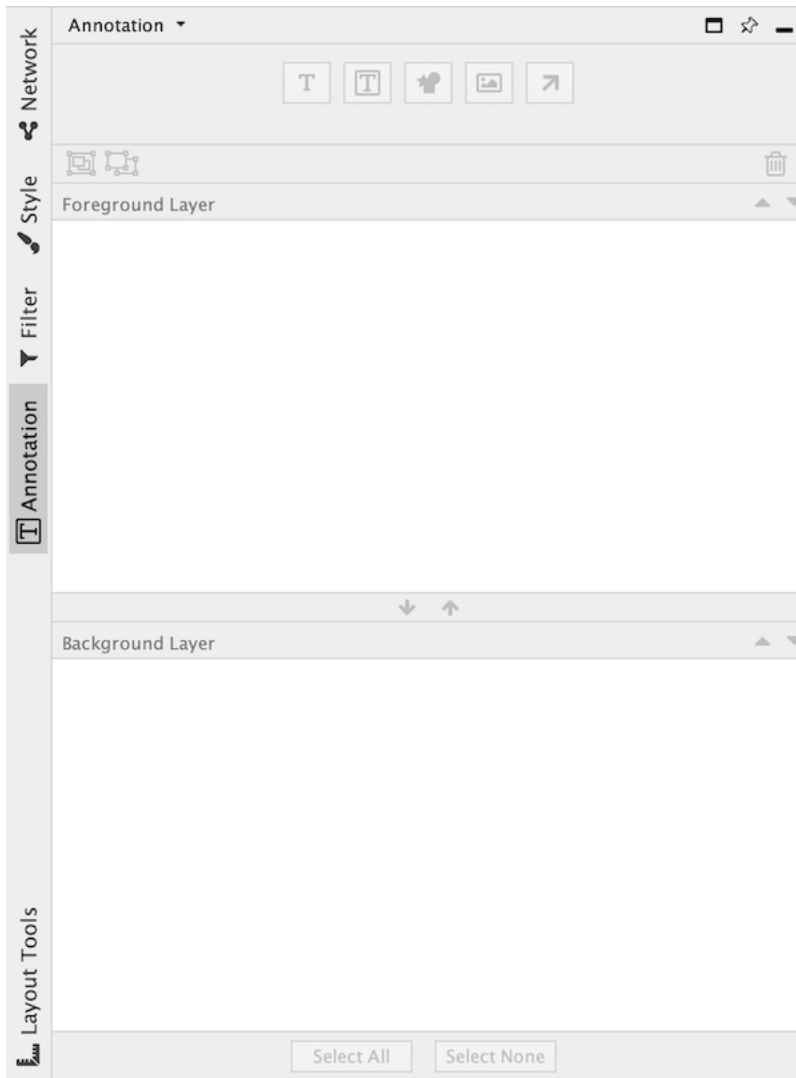 Annotation
Network
Style
Filter
Annotation
Layout Tools
T
T
Foreground Layer
Background Layer
Select All
Select None